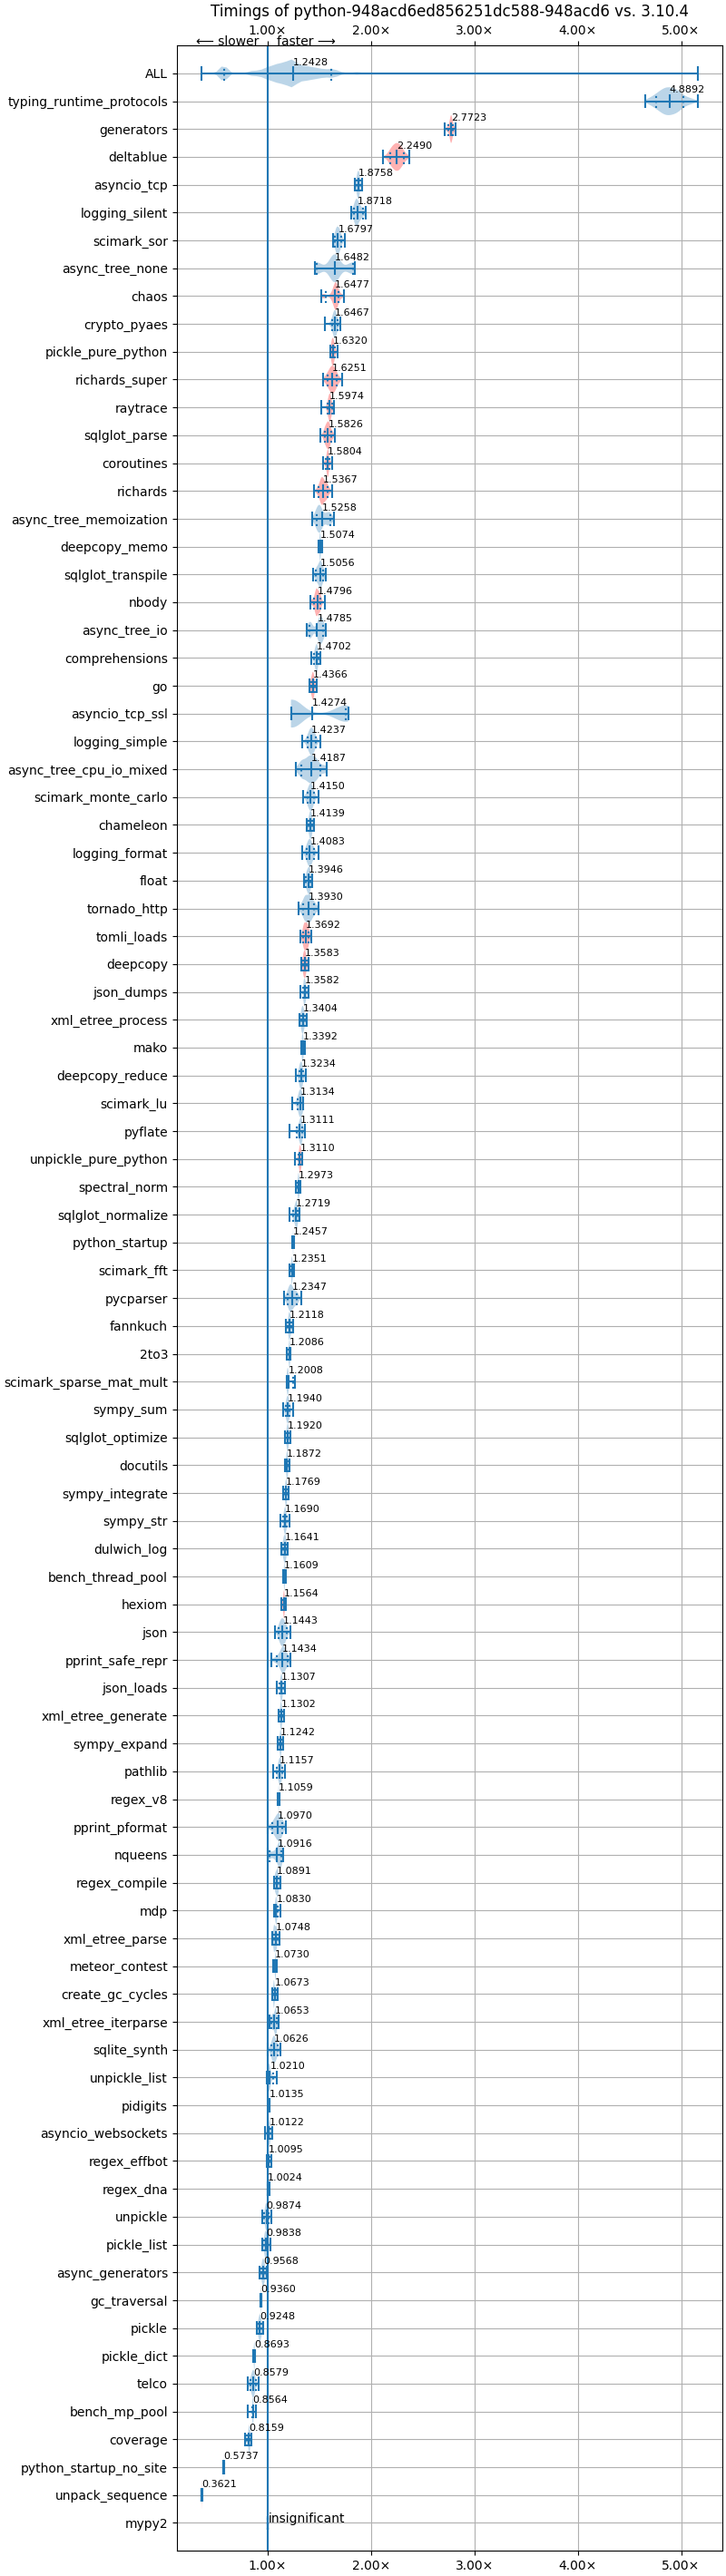 Timings of python-948acd6ed856251dc588-948acd6 vs. 3.10.4
1.00× 2.00× 3.00× 4.00× 5.00×
⟵ slower faster ⟶
ALL 1.2428
typing_runtime_protocols 4.8892
generators 2.7723
deltablue 2.2490
asyncio_tcp 1.8758
logging_silent 1.8718
scimark_sor 1.6797
async_tree_none 1.6482
chaos 1.6477
crypto_pyaes 1.6467
pickle_pure_python 1.6320
richards_super 1.6251
raytrace 1.5974
sqlglot_parse 1.5826
coroutines 1.5804
richards 1.5367
async_tree_memoization 1.5258
deepcopy_memo 1.5074
sqlglot_transpile 1.5056
nbody 1.4796
async_tree_io 1.4785
comprehensions 1.4702
go 1.4366
asyncio_tcp_ssl 1.4274
logging_simple 1.4237
async_tree_cpu_io_mixed 1.4187
scimark_monte_carlo 1.4150
chameleon 1.4139
logging_format 1.4083
float 1.3946
tornado_http 1.3930
tomli_loads 1.3692
deepcopy 1.3583
json_dumps 1.3582
xml_etree_process 1.3404
mako 1.3392
deepcopy_reduce 1.3234
scimark_lu 1.3134
pyflate 1.3111
unpickle_pure_python 1.3110
spectral_norm 1.2973
sqlglot_normalize 1.2719
python_startup 1.2457
scimark_fft 1.2351
pycparser 1.2347
fannkuch 1.2118
2to3 1.2086
scimark_sparse_mat_mult 1.2008
sympy_sum 1.1940
sqlglot_optimize 1.1920
docutils 1.1872
sympy_integrate 1.1769
sympy_str 1.1690
dulwich_log 1.1641
bench_thread_pool 1.1609
hexiom 1.1564
json 1.1443
pprint_safe_repr 1.1434
json_loads 1.1307
xml_etree_generate 1.1302
sympy_expand 1.1242
pathlib 1.1157
regex_v8 1.1059
pprint_pformat 1.0970
nqueens 1.0916
regex_compile 1.0891
mdp 1.0830
xml_etree_parse 1.0748
meteor_contest 1.0730
create_gc_cycles 1.0673
xml_etree_iterparse 1.0653
sqlite_synth 1.0626
unpickle_list 1.0210
pidigits 1.0135
asyncio_websockets 1.0122
regex_effbot 1.0095
regex_dna 1.0024
unpickle 0.9874
pickle_list 0.9838
async_generators 0.9568
gc_traversal 0.9360
pickle 0.9248
pickle_dict 0.8693
telco 0.8579
bench_mp_pool 0.8564
coverage 0.8159
python_startup_no_site 0.5737
unpack_sequence 0.3621
mypy2 insignificant
1.00× 2.00× 3.00× 4.00× 5.00×